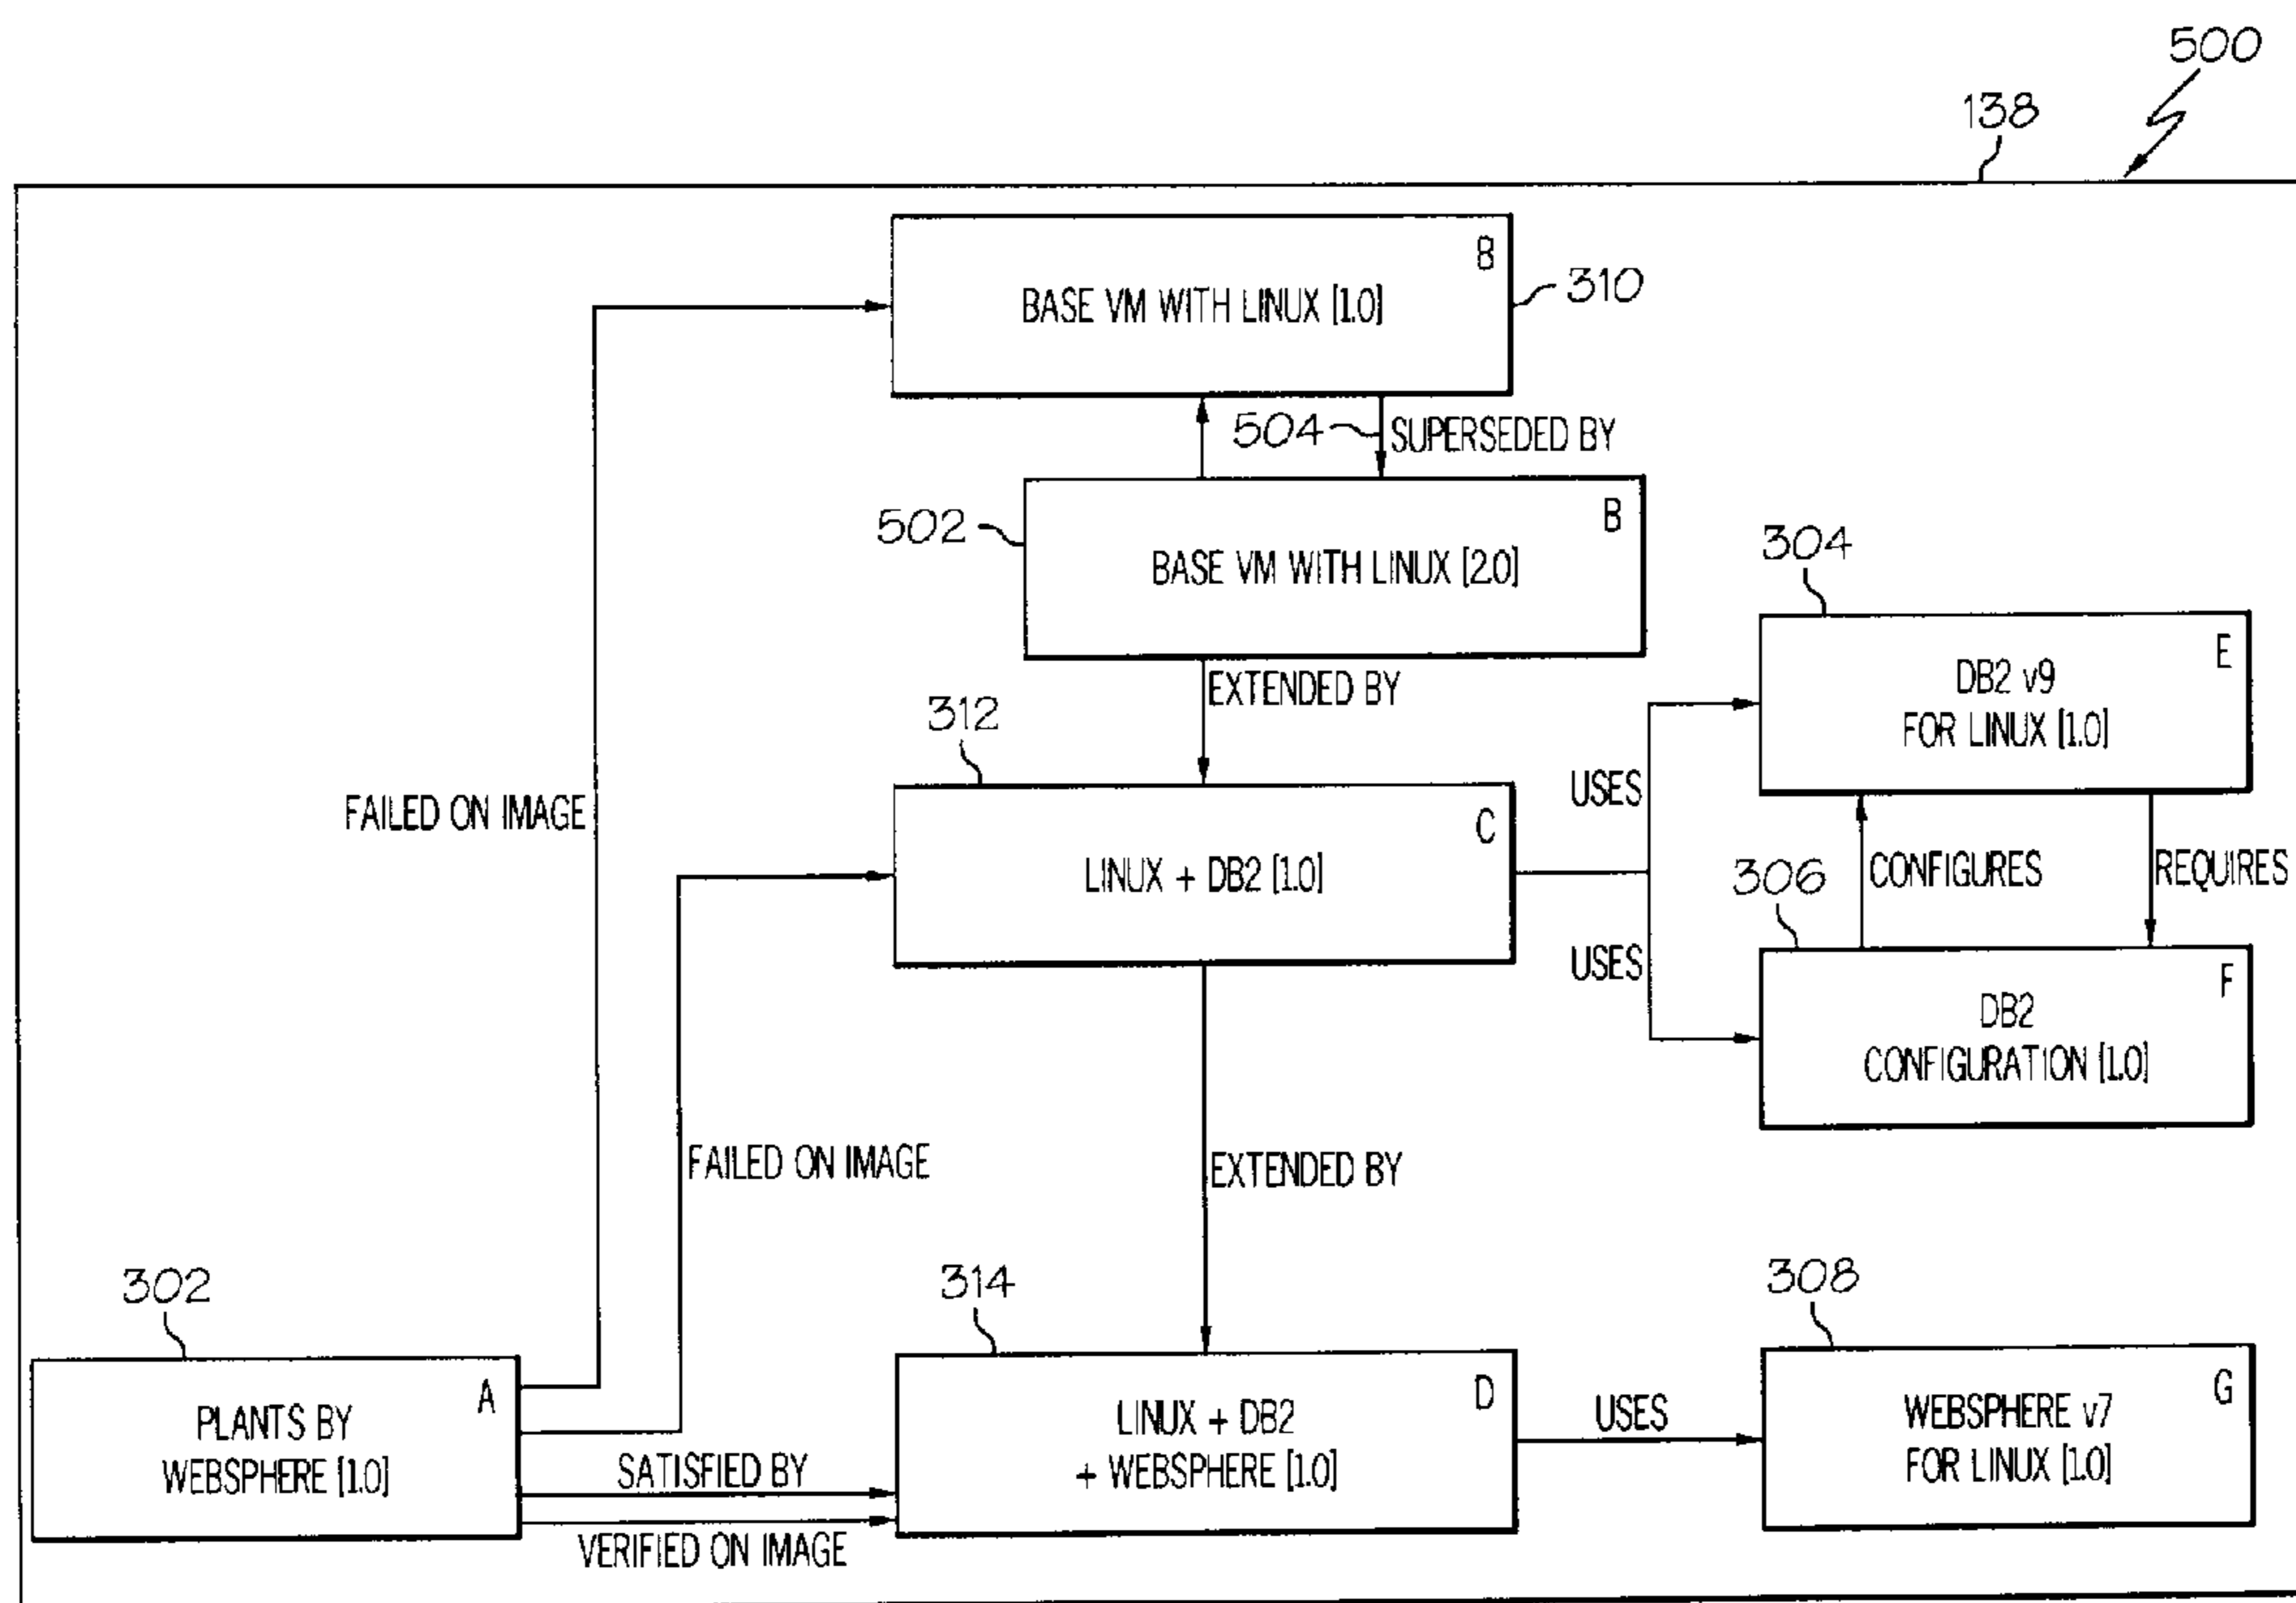 500
138
B
BASE VM WITH LINUX [1.0]
310
504
SUPERSEDED BY
502
B
BASE VM WITH LINUX [2.0]
304
E
DB2 v9
FOR LINUX [1.0]
EXTENDED BY
312
C
LINUX + DB2 [1.0]
USES
FAILED ON IMAGE
306
CONFIGURES
REQUIRES
USES
F
DB2
CONFIGURATION [1.0]
FAILED ON IMAGE
EXTENDED BY
302
314
308
A
PLANTS BY
WEBSPHERE [1.0]
SATISFIED BY
VERIFIED ON IMAGE
D
LINUX + DB2
+ WEBSPHERE [1.0]
USES
G
WEBSPHERE v7
FOR LINUX [1.0]